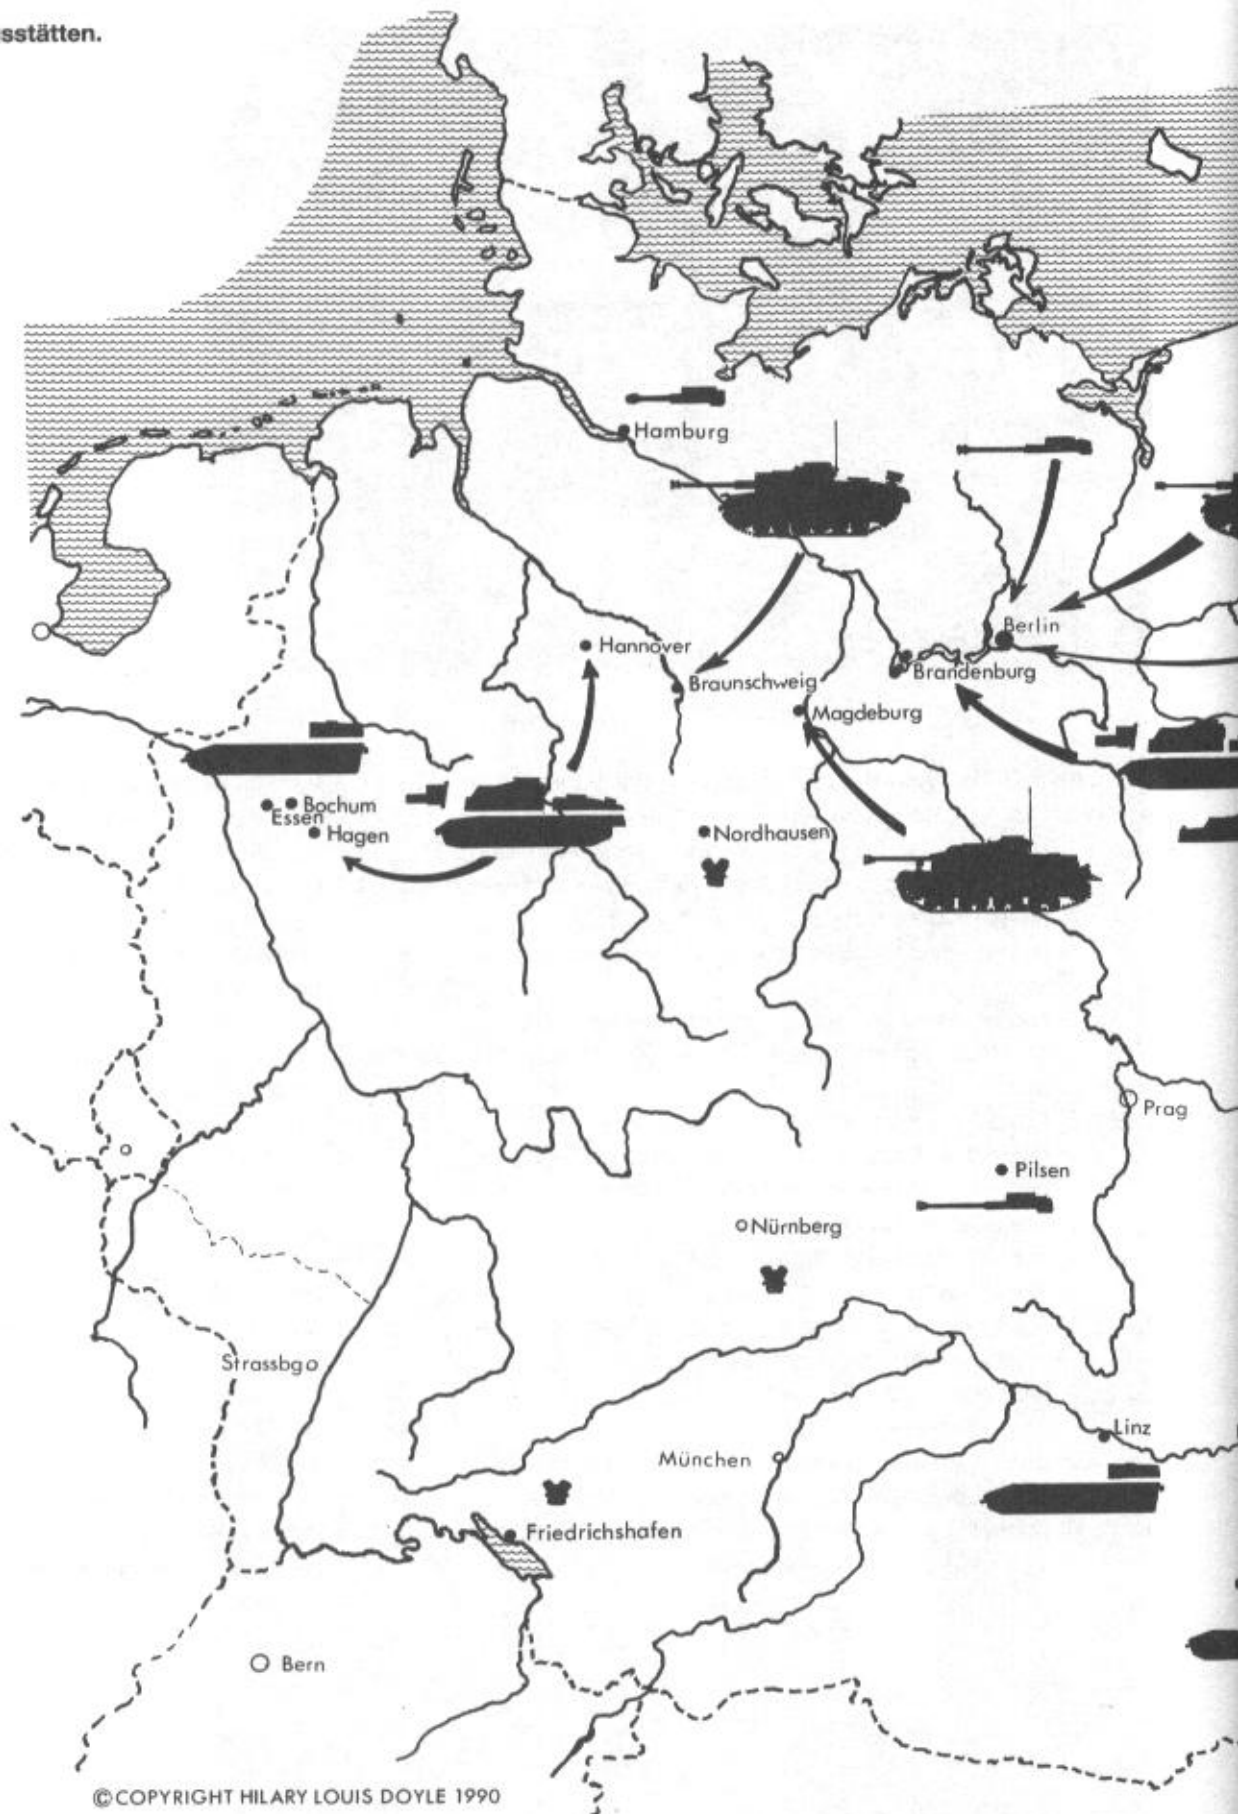 sstätten.
Hamburg
Berlin
Hannover
Brandenburg
Braunschweig
Magdeburg
Bochum
Essen
Hagen
Nordhausen
Prag
Pilsen
Nürnberg
Strassbg
Linz
München
Friedrichshafen
Bern
©COPYRIGHT HILARY LOUIS DOYLE 1990